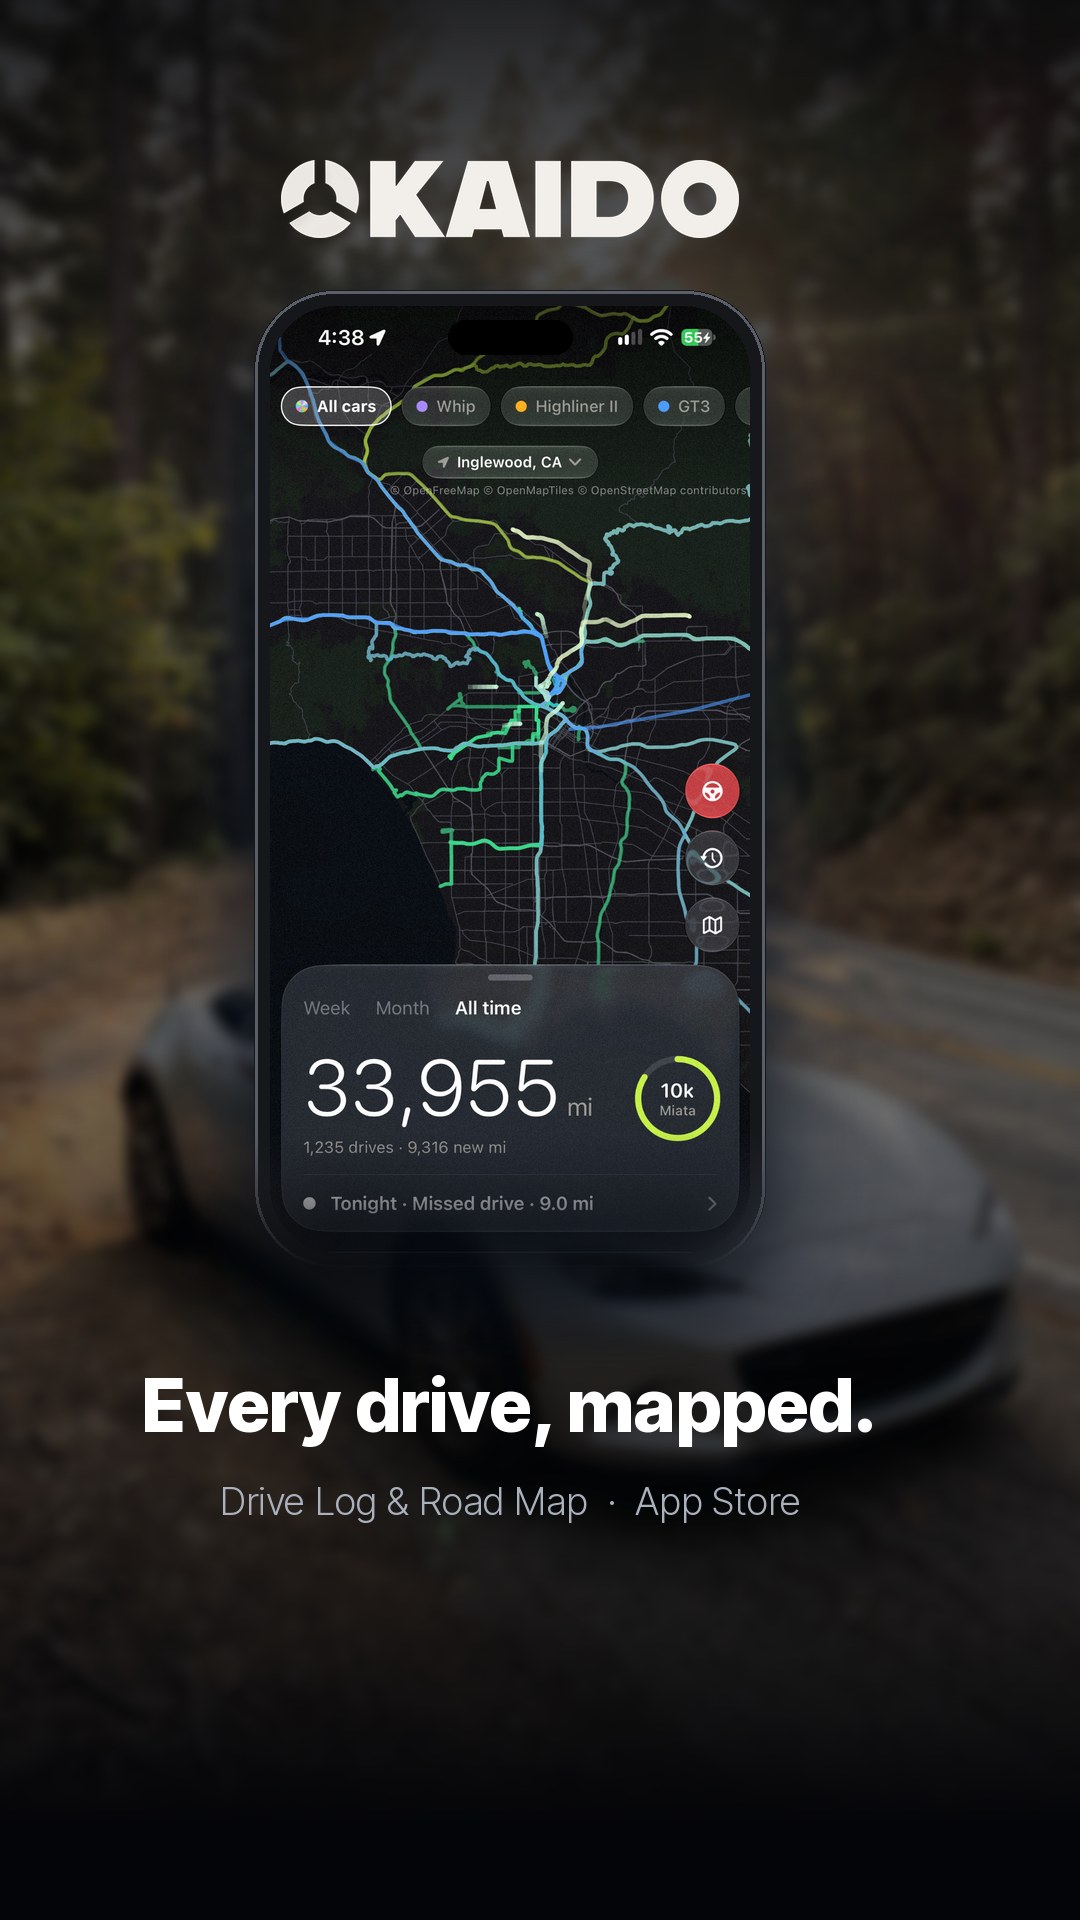 KAIDO
4:38
55
All cars
Whip
Highliner II
GT3
Inglewood, CA
© OpenFreeMap © OpenMapTiles © OpenStreetMap contributors
Week Month All time
33,955 mi
10k
Miata
1,235 drives · 9,316 new mi
Tonight · Missed drive · 9.0 mi
Every drive, mapped.
Drive Log & Road Map · App Store